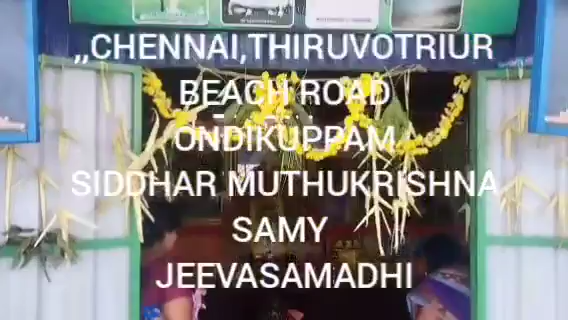 ,,CHENNAI,THIRUVOTRIUR
BEACH ROAD
ONDIKUPPAM
SIDDHAR MUTHUKRISHNA
SAMY
JEEVASAMADHI